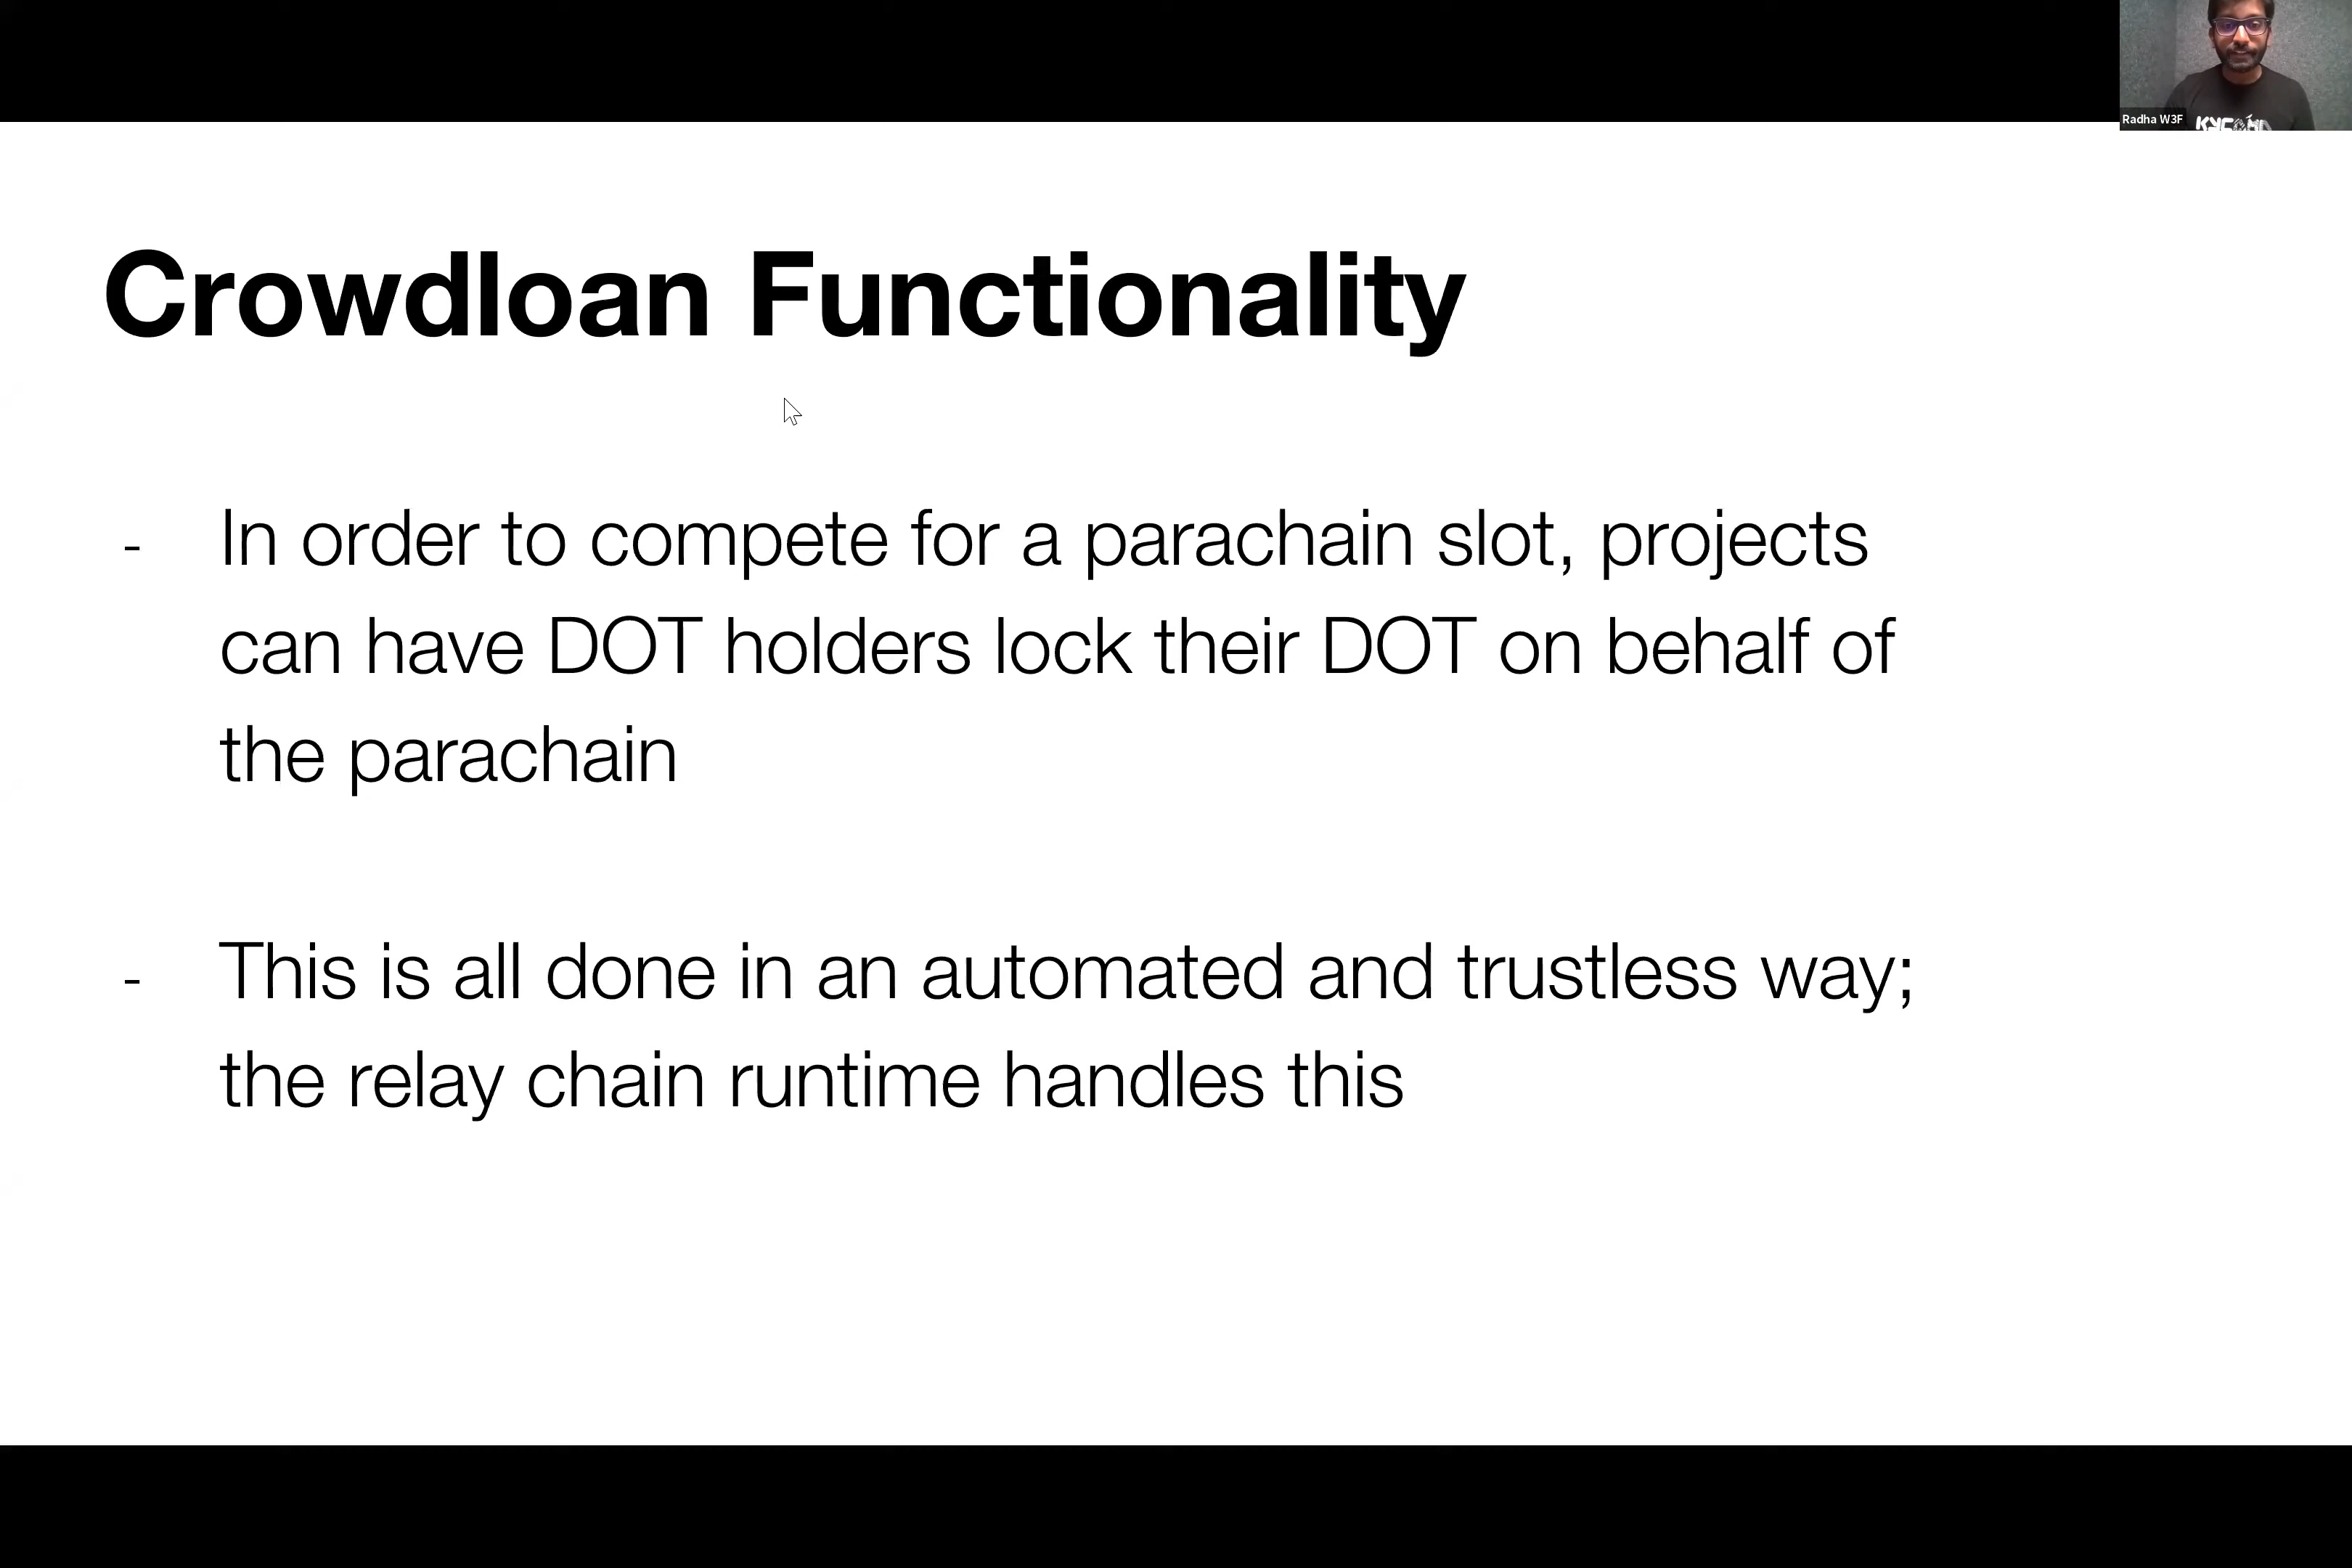 Radha W3F
Crowdloan Functionality
- In order to compete for a parachain slot, projects
can have DOT holders lock their DOT on behalf of
the parachain
- This is all done in an automated and trustless way;
the relay chain runtime handles this